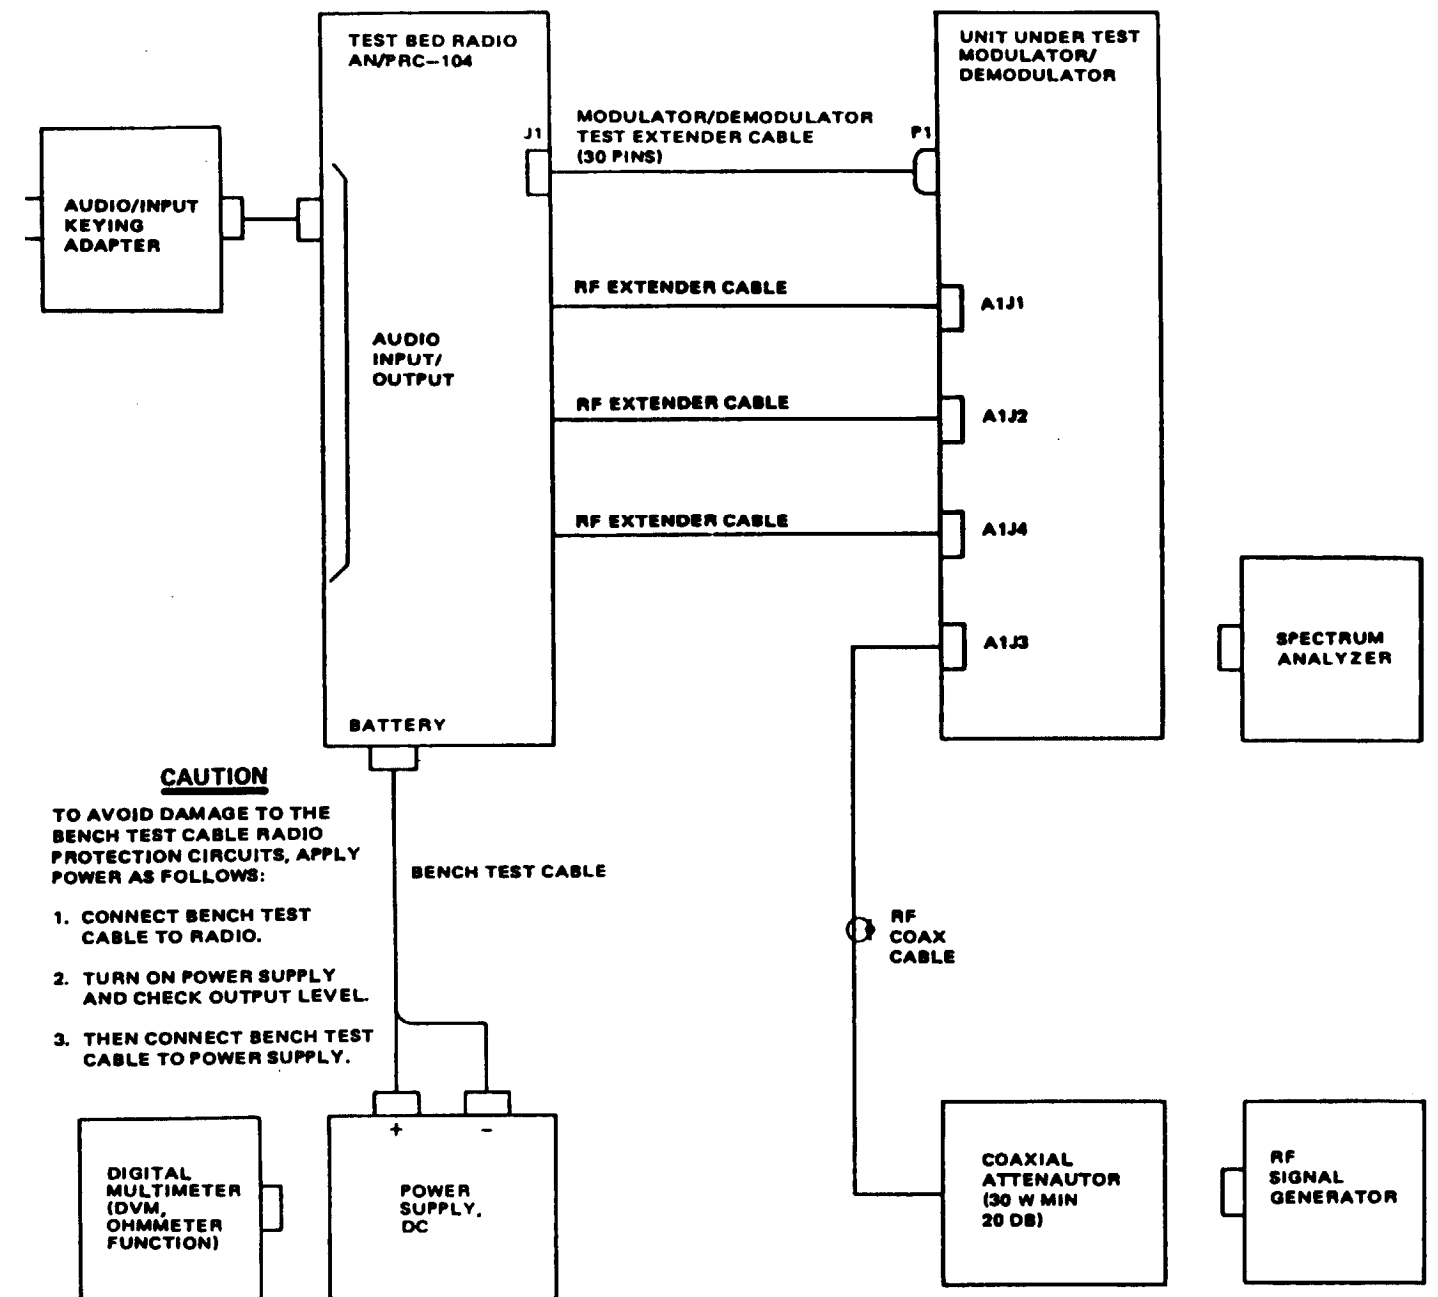 TEST BED RADIO
AN/PRC-104
UNIT UNDER TEST
MODULATOR/
DEMODULATOR
MODULATOR/DEMODULATOR
TEST EXTENDER CABLE
(30 PINS)
J1
P1
AUDIO/INPUT
KEYING
ADAPTER
RF EXTENDER CABLE
A1J1
AUDIO
INPUT/
OUTPUT
RF EXTENDER CABLE
A1J2
RF EXTENDER CABLE
A1J4
A1J3
SPECTRUM
ANALYZER
BATTERY
CAUTION
TO AVOID DAMAGE TO THE
BENCH TEST CABLE RADIO
PROTECTION CIRCUITS, APPLY
POWER AS FOLLOWS:
1. CONNECT BENCH TEST
CABLE TO RADIO.
2. TURN ON POWER SUPPLY
AND CHECK OUTPUT LEVEL.
3. THEN CONNECT BENCH TEST
CABLE TO POWER SUPPLY.
BENCH TEST CABLE
RF
COAX
CABLE
+ -
DIGITAL
MULTIMETER
(DVM,
OHMMETER
FUNCTION)
POWER
SUPPLY,
DC
COAXIAL
ATTENAUTOR
(30 W MIN
20 DB)
RF
SIGNAL
GENERATOR